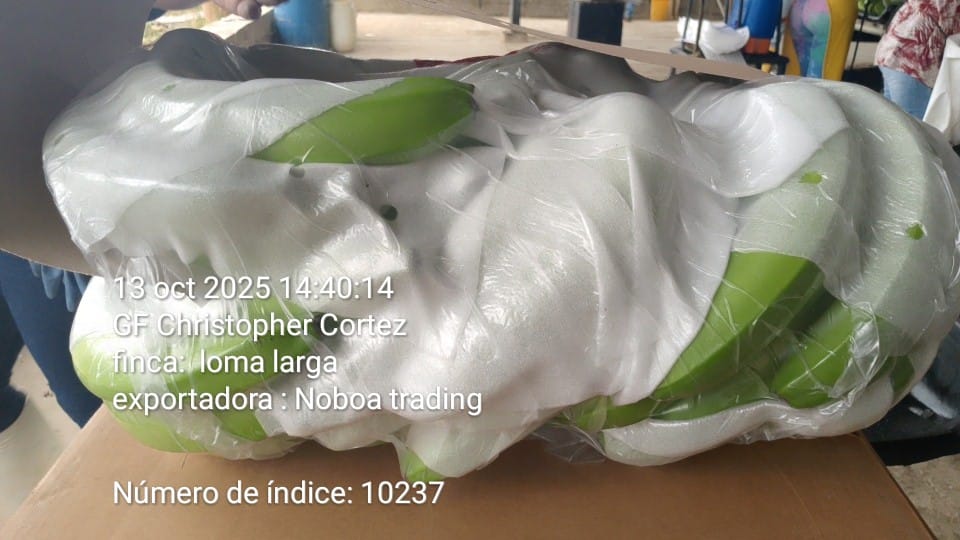 13 oct 2025 14:40:14
GF Christopher Cortez
finca: loma larga
exportadora : Noboa trading
Número de índice: 10237